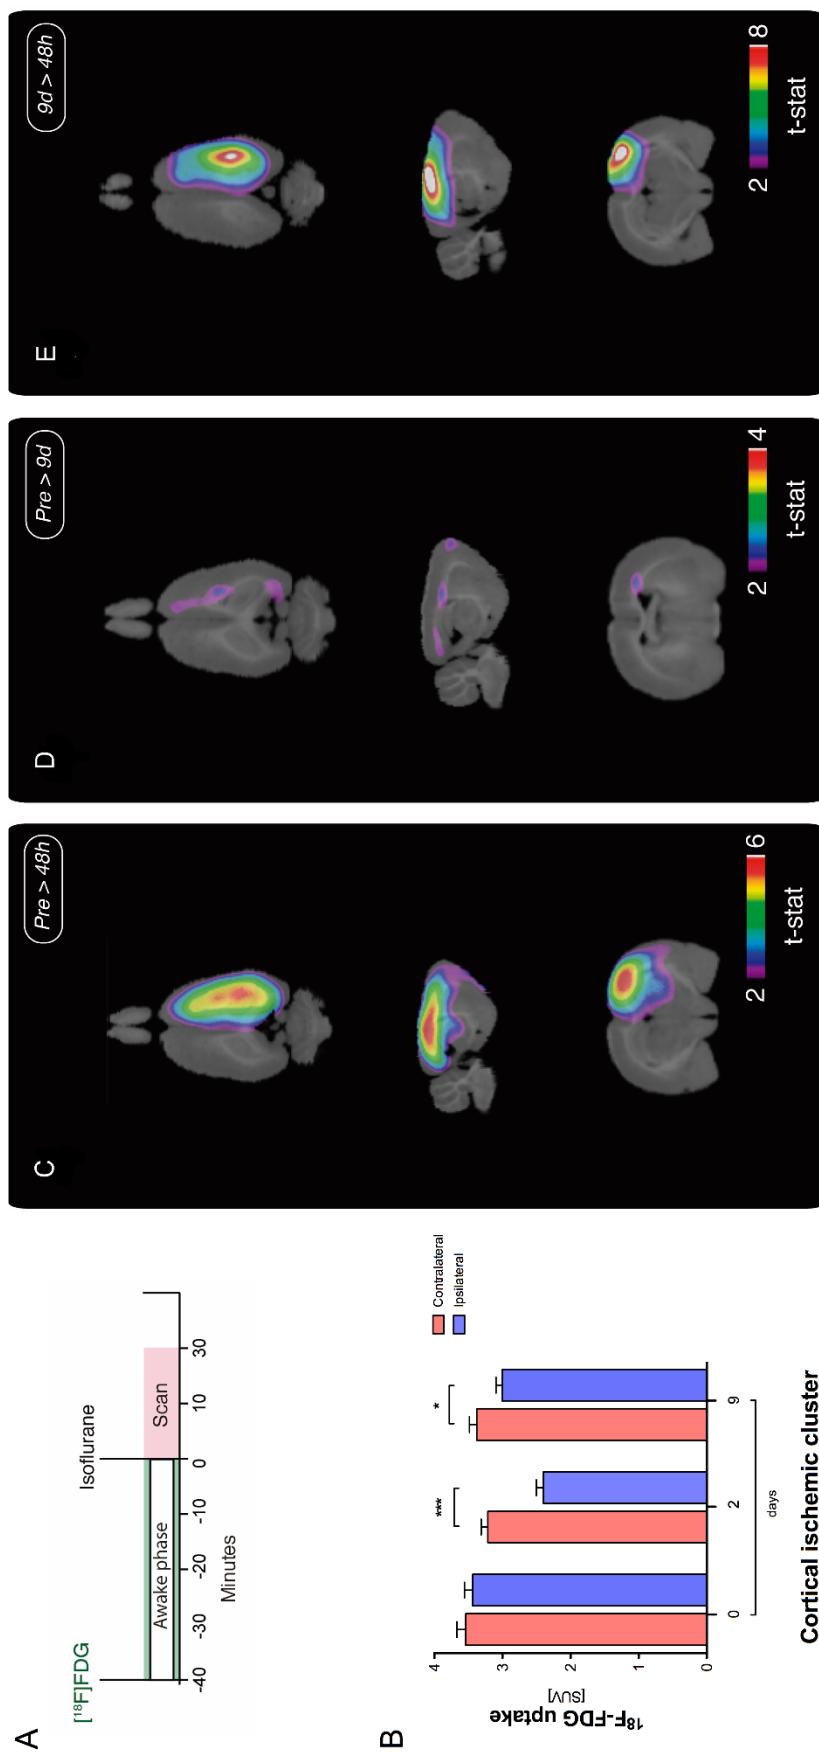 A
[¹⁸F]FDG
Isoflurane
Awake phase
Scan
-40 -30 -20 -10 0 10 30
Minutes
B
¹⁸F-FDG uptake
[SUV]
4
3
2
1
0
Contralateral
Ipsilateral
***
*
0 2 9
days
Cortical ischemic cluster
C
Pre > 48h
2 6
t-stat
D
Pre > 9d
2 4
t-stat
E
9d > 48h
2 8
t-stat